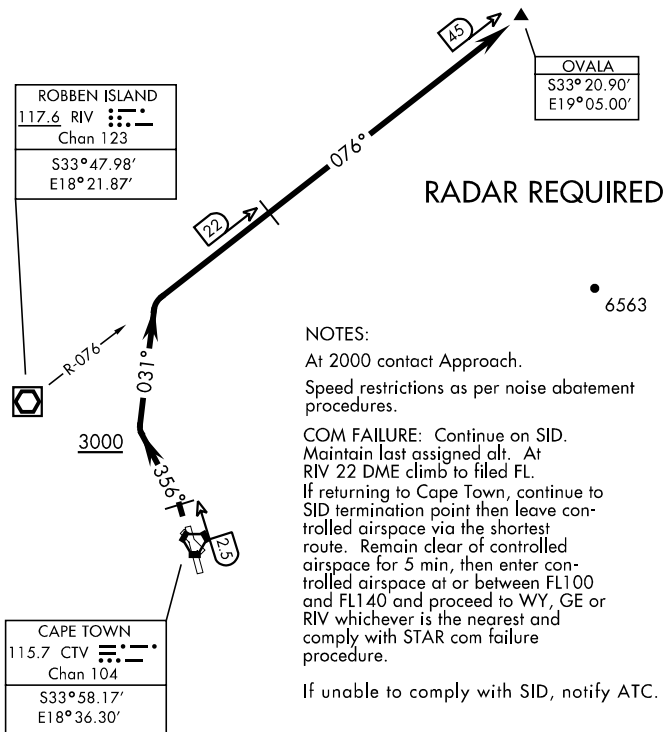 45
OVALA
S33° 20.90’
E19° 05.00’
ROBBEN ISLAND
117.6 RIV
Chan 123
S33° 47.98’
E18° 21.87’
076°
RADAR REQUIRED
22
6563
R-076
031°
3000
356°
2.5
NOTES:
At 2000 contact Approach.
Speed restrictions as per noise abatement
procedures.
COM FAILURE: Continue on SID.
Maintain last assigned alt. At
RIV 22 DME climb to filed FL.
If returning to Cape Town, continue to
SID termination point then leave con-
trolled airspace via the shortest
route. Remain clear of controlled
airspace for 5 min, then enter con-
trolled airspace at or between FL100
and FL140 and proceed to WY, GE or
RIV whichever is the nearest and
comply with STAR com failure
procedure.
If unable to comply with SID, notify ATC.
CAPE TOWN
115.7 CTV
Chan 104
S33° 58.17’
E18° 36.30’